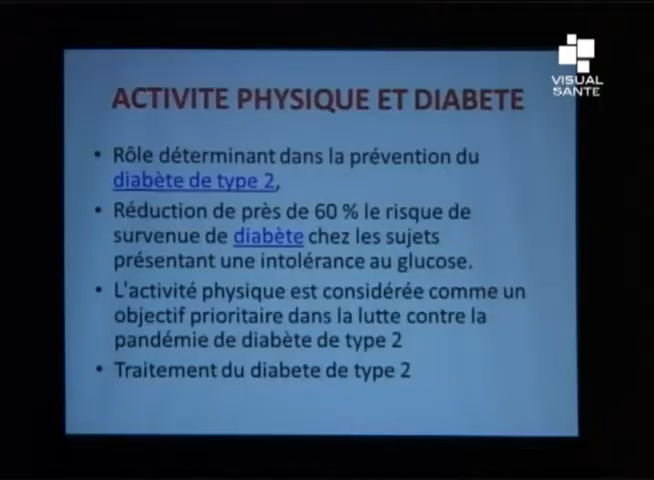 VISUAL
SANTE
ACTIVITE PHYSIQUE ET DIABETE
• Rôle déterminant dans la prévention du
diabète de type 2,
• Réduction de près de 60 % le risque de
survenue de diabète chez les sujets
présentant une intolérance au glucose.
• L'activité physique est considérée comme un
objectif prioritaire dans la lutte contre la
pandémie de diabète de type 2
• Traitement du diabete de type 2